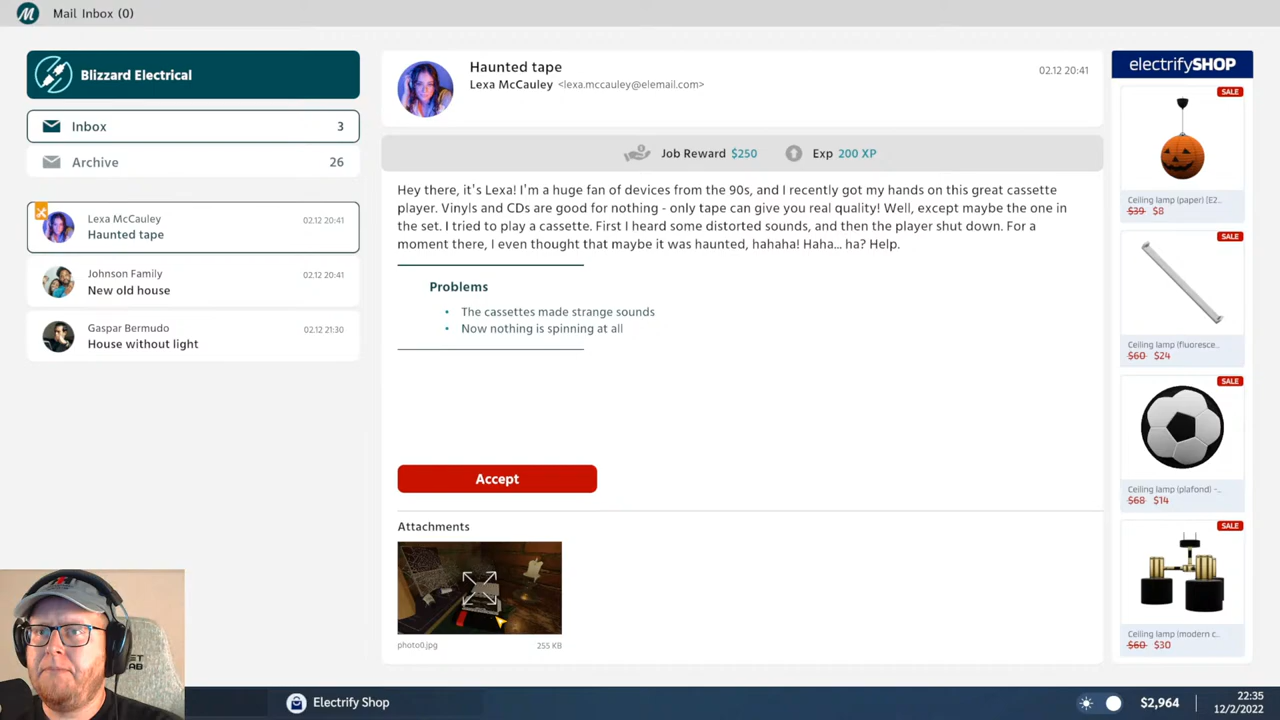 Mail Inbox (0)
Blizzard Electrical
Inbox 3
Archive 26
Lexa McCauley 02.12 20:41
Haunted tape
Johnson Family 02.12 20:41
New old house
Gaspar Bermudo 02.12 21:30
House without light
Haunted tape
Lexa McCauley <lexa.mccauley@elemail.com>
02.12 20:41
Job Reward $250 Exp 200 XP
Hey there, it's Lexa! I'm a huge fan of devices from the 90s, and I recently got my hands on this great cassette
player. Vinyls and CDs are good for nothing - only tape can give you real quality! Well, except maybe the one in
the set. I tried to play a cassette. First I heard some distorted sounds, and then the player shut down. For a
moment there, I even thought that maybe it was haunted, hahaha! Haha... ha? Help.
Problems
• The cassettes made strange sounds
• Now nothing is spinning at all
Accept
Attachments
photo0.jpg 255 KB
electrifySHOP
SALE
Ceiling lamp (paper) (E2...
$39 $8
SALE
Ceiling lamp (fluoresce...
$60 $24
SALE
Ceiling lamp (plafond) -...
$68 $14
SALE
Ceiling lamp (modern c...
$60 $30
Electrify Shop
$2,964
22:35
12/2/2022